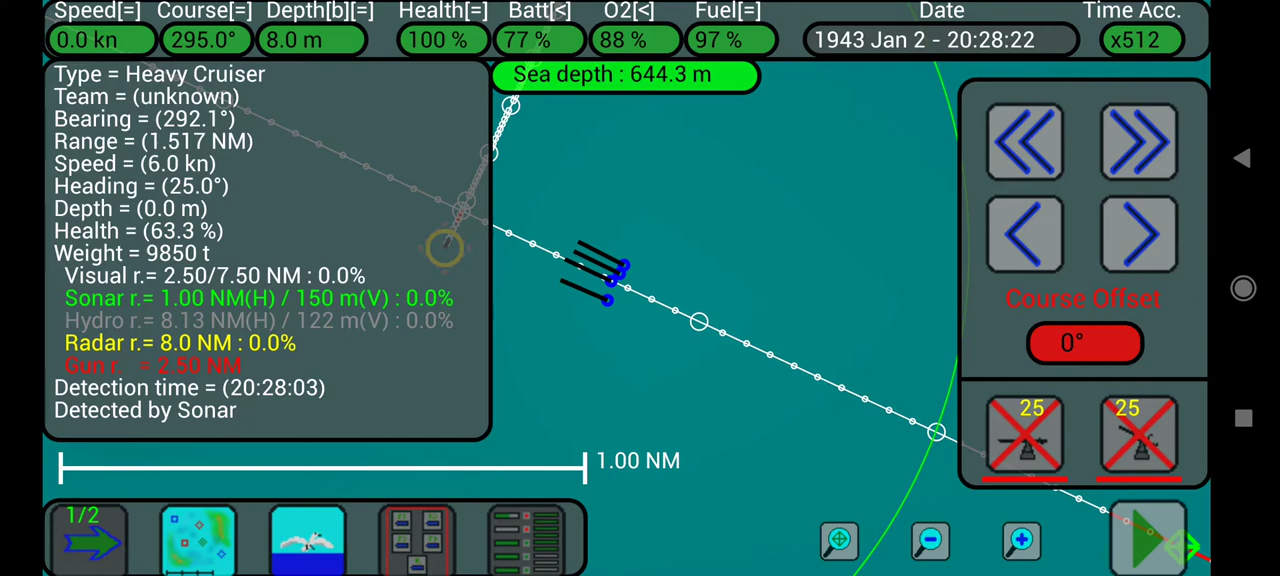 Speed[=] Course[=] Depth[b][=] Health[=] Batt[<] O2[<] Fuel[=] Date Time Acc.
0.0 kn 295.0° 8.0 m 100 % 77 % 88 % 97 % 1943 Jan 2 - 20:28:22 x512
Sea depth : 644.3 m
Type = Heavy Cruiser
Team = (unknown)
Bearing = (292.1°)
Range = (1.517 NM)
Speed = (6.0 kn)
Heading = (25.0°)
Depth = (0.0 m)
Health = (63.3 %)
Weight = 9850 t
Visual r.= 2.50/7.50 NM : 0.0%
Sonar r.= 1.00 NM(H) / 150 m(V) : 0.0%
Hydro r.= 8.13 NM(H) / 122 m(V) : 0.0%
Radar r.= 8.0 NM : 0.0%
Gun r. = 2.50 NM
Detection time = (20:28:03)
Detected by Sonar
Course Offset
0°
25 25
1.00 NM
1/2